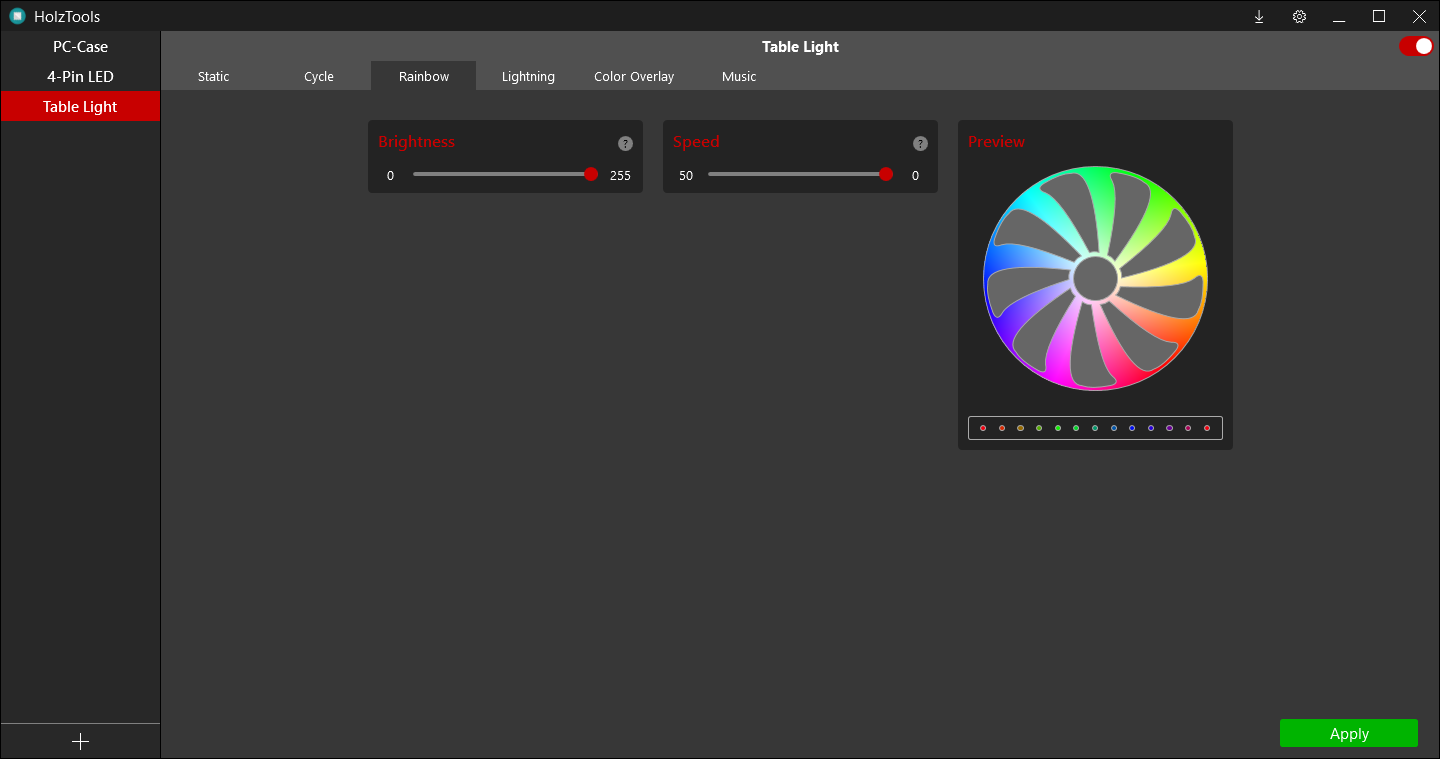 HolzTools
PC-Case
4-Pin LED
Table Light
Table Light
Static Cycle Rainbow Lightning Color Overlay Music
Brightness ?
0 255
Speed ?
50 0
Preview
Apply